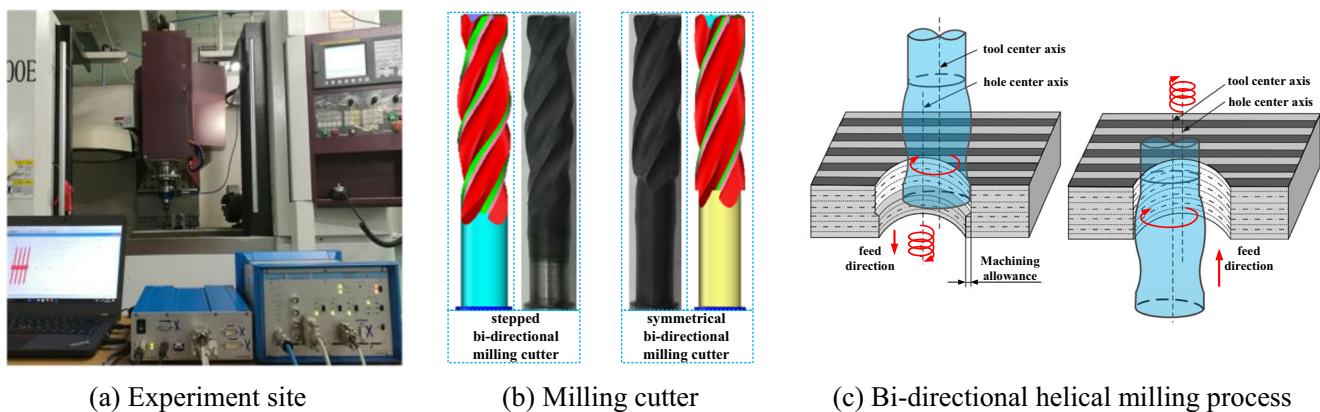 00E
stepped
bi-directional
milling cutter
symmetrical
bi-directional
milling cutter
tool center axis
hole center axis
feed
direction
Machining
allowance
tool center axis
hole center axis
feed
direction
(a) Experiment site
(b) Milling cutter
(c) Bi-directional helical milling process